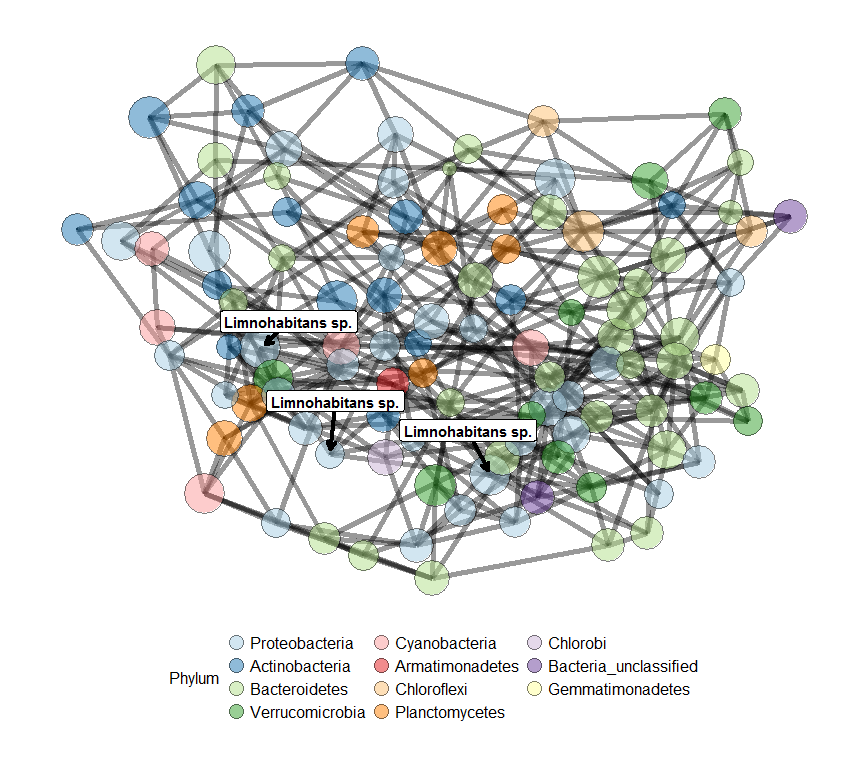 Limnohabitans sp.
Limnohabitans sp.
Limnohabitans sp.
Phylum
Proteobacteria
Actinobacteria
Bacteroidetes
Verrucomicrobia
Cyanobacteria
Armatimonadetes
Chloroflexi
Planctomycetes
Chlorobi
Bacteria_unclassified
Gemmatimonadetes